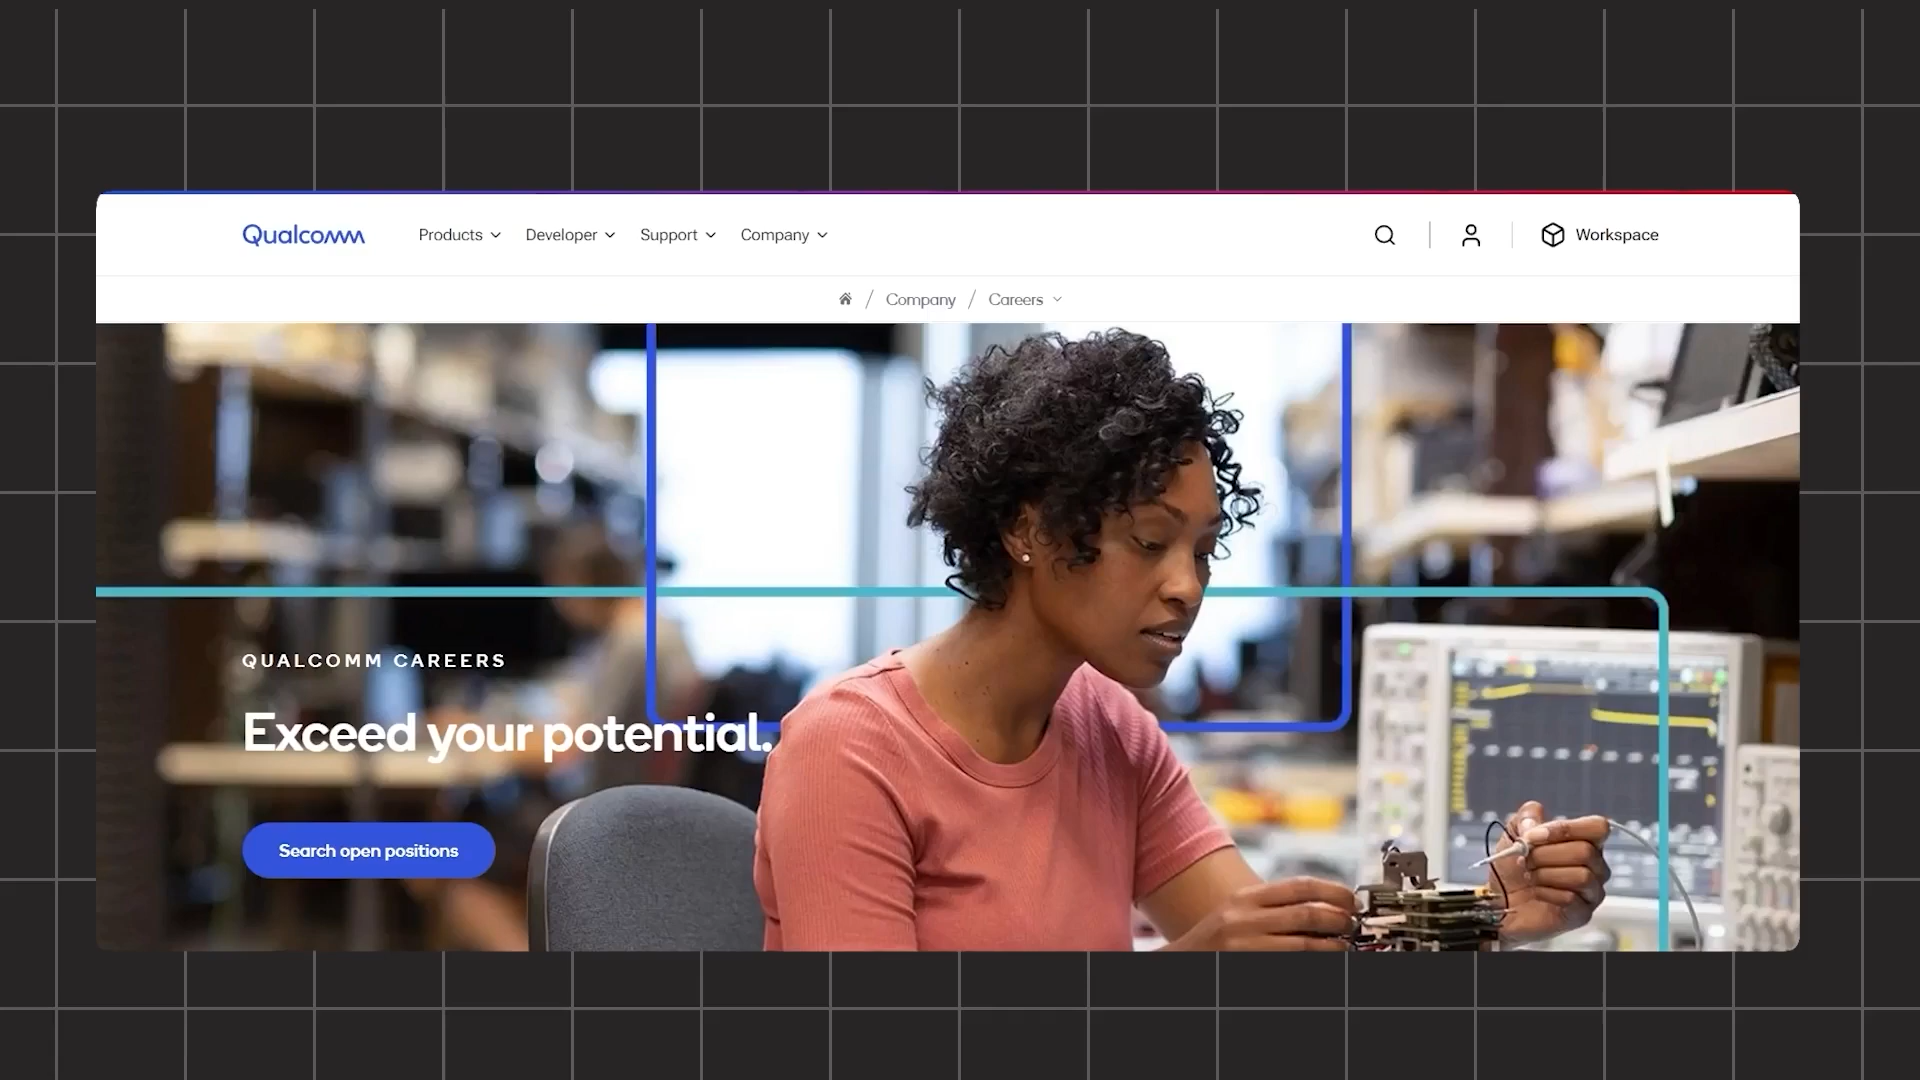 Qualcomm Products Developer Support Company Workspace
/ Company / Careers
QUALCOMM CAREERS
Exceed your potential.
Search open positions